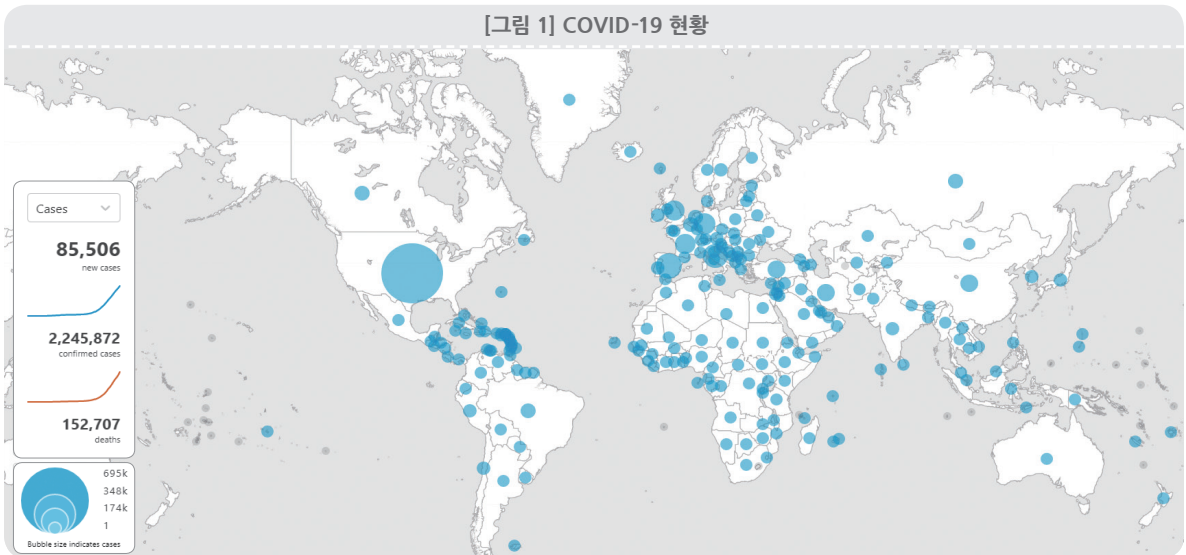 [그림 1] COVID-19 현황
Cases
85,506
new cases
2,245,872
confirmed cases
152,707
deaths
695k
348k
174k
1
Bubble size indicates cases